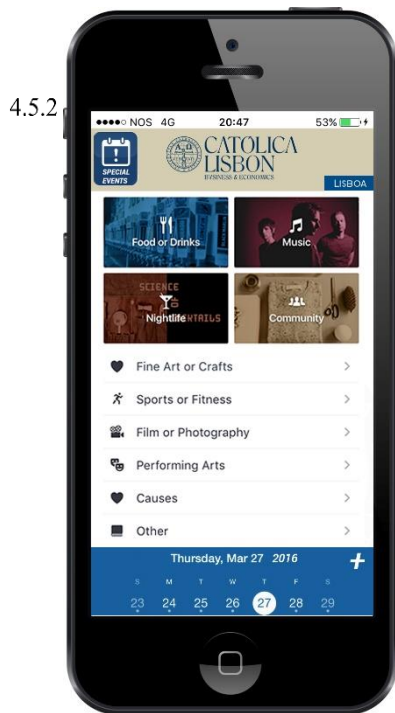 4.5.2
NOS 4G 20:47 53%
SPECIAL
EVENTS
CATOLICA
LISBON
BUSINESS & ECONOMICS
LISBOA
Food or Drinks
Music
SCIENCE
Nightlife
Community
Fine Art or Crafts
Sports or Fitness
Film or Photography
Performing Arts
Causes
Other
Thursday, Mar 27 2016
+
S M T W T F S
23 24 25 26 27 28 29